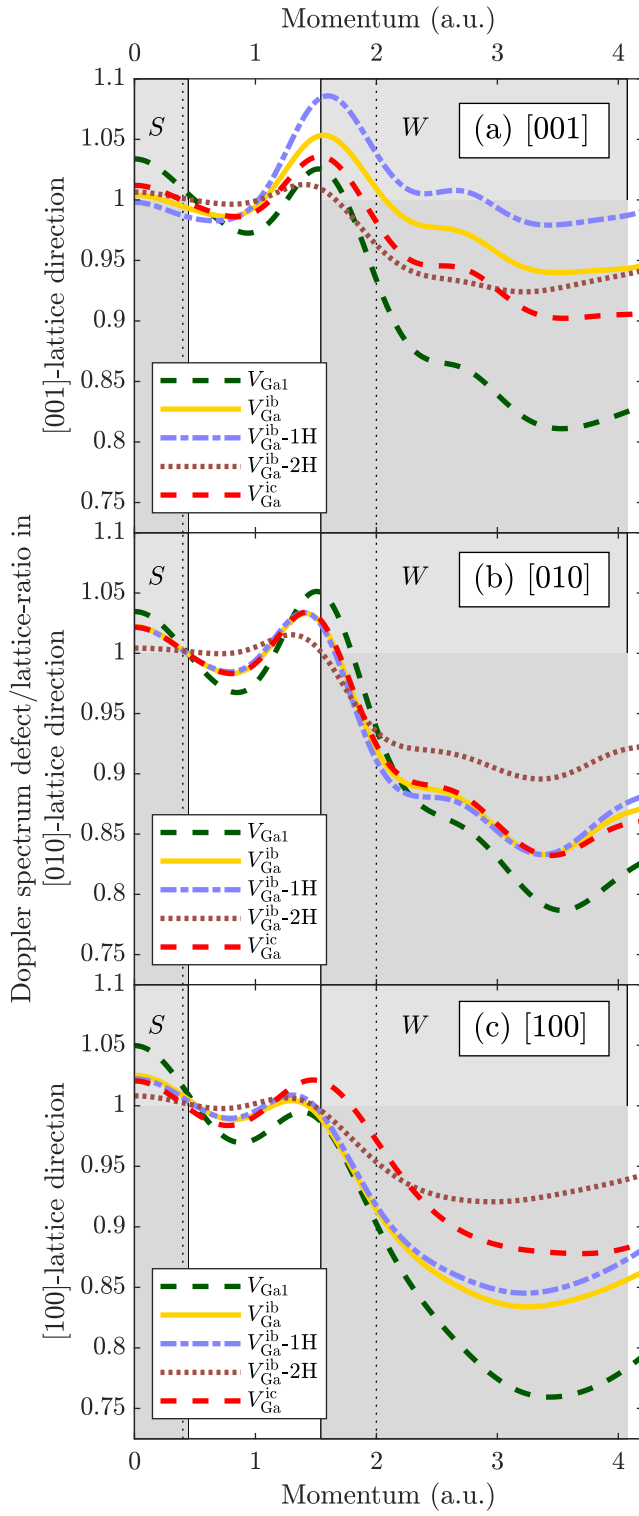 Momentum (a.u.)
0 1 2 3 4
Doppler spectrum defect/lattice-ratio in
[001]-lattice direction
1.1
1.05
1
0.95
0.9
0.85
0.8
0.75
S
W
(a) [001]
V_Ga1
V_Ga^ib
V_Ga^ib-1H
V_Ga^ib-2H
V_Ga^ic
[010]-lattice direction
1.1
1.05
1
0.95
0.9
0.85
0.8
0.75
S
W
(b) [010]
V_Ga1
V_Ga^ib
V_Ga^ib-1H
V_Ga^ib-2H
V_Ga^ic
[100]-lattice direction
1.1
1.05
1
0.95
0.9
0.85
0.8
0.75
S
W
(c) [100]
V_Ga1
V_Ga^ib
V_Ga^ib-1H
V_Ga^ib-2H
V_Ga^ic
0 1 2 3 4
Momentum (a.u.)